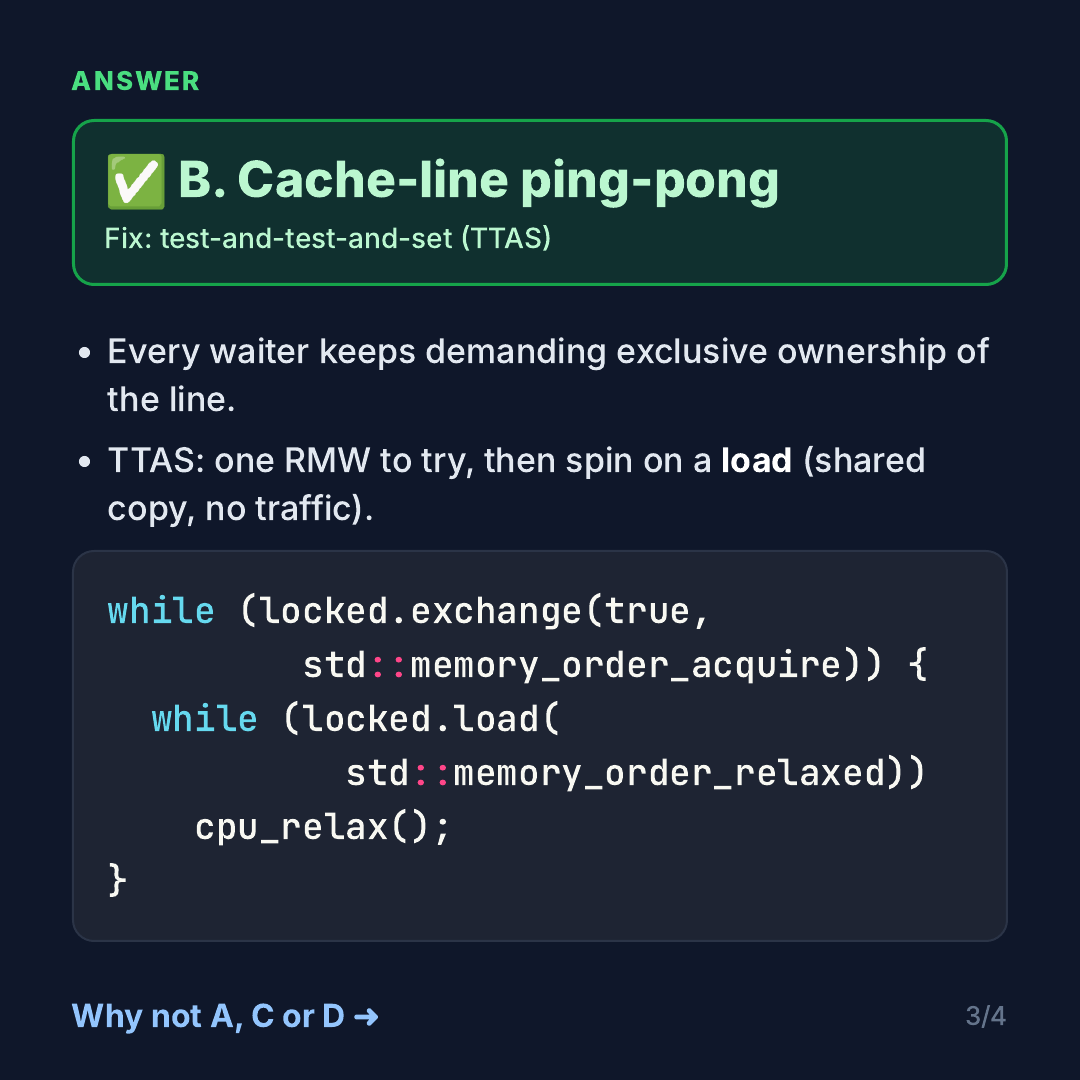 ANSWER
✅ B. Cache-line ping-pong
Fix: test-and-test-and-set (TTAS)
• Every waiter keeps demanding exclusive ownership of
the line.
• TTAS: one RMW to try, then spin on a load (shared
copy, no traffic).
while (locked.exchange(true,
         std::memory_order_acquire)) {
  while (locked.load(
           std::memory_order_relaxed))
    cpu_relax();
}
Why not A, C or D ➜
3/4